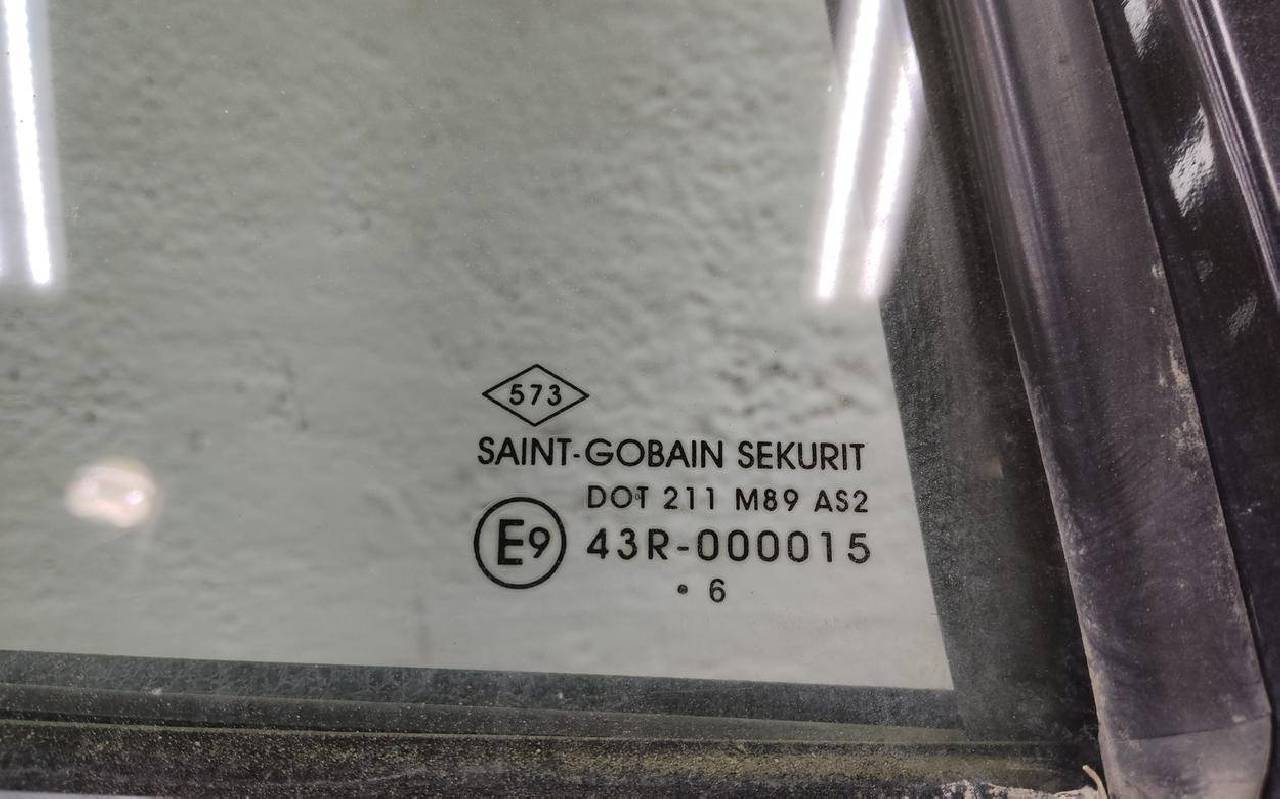 573
SAINT-GOBAIN SEKURIT
DOT 211 M89 AS2
E9 43R-000015
• 6